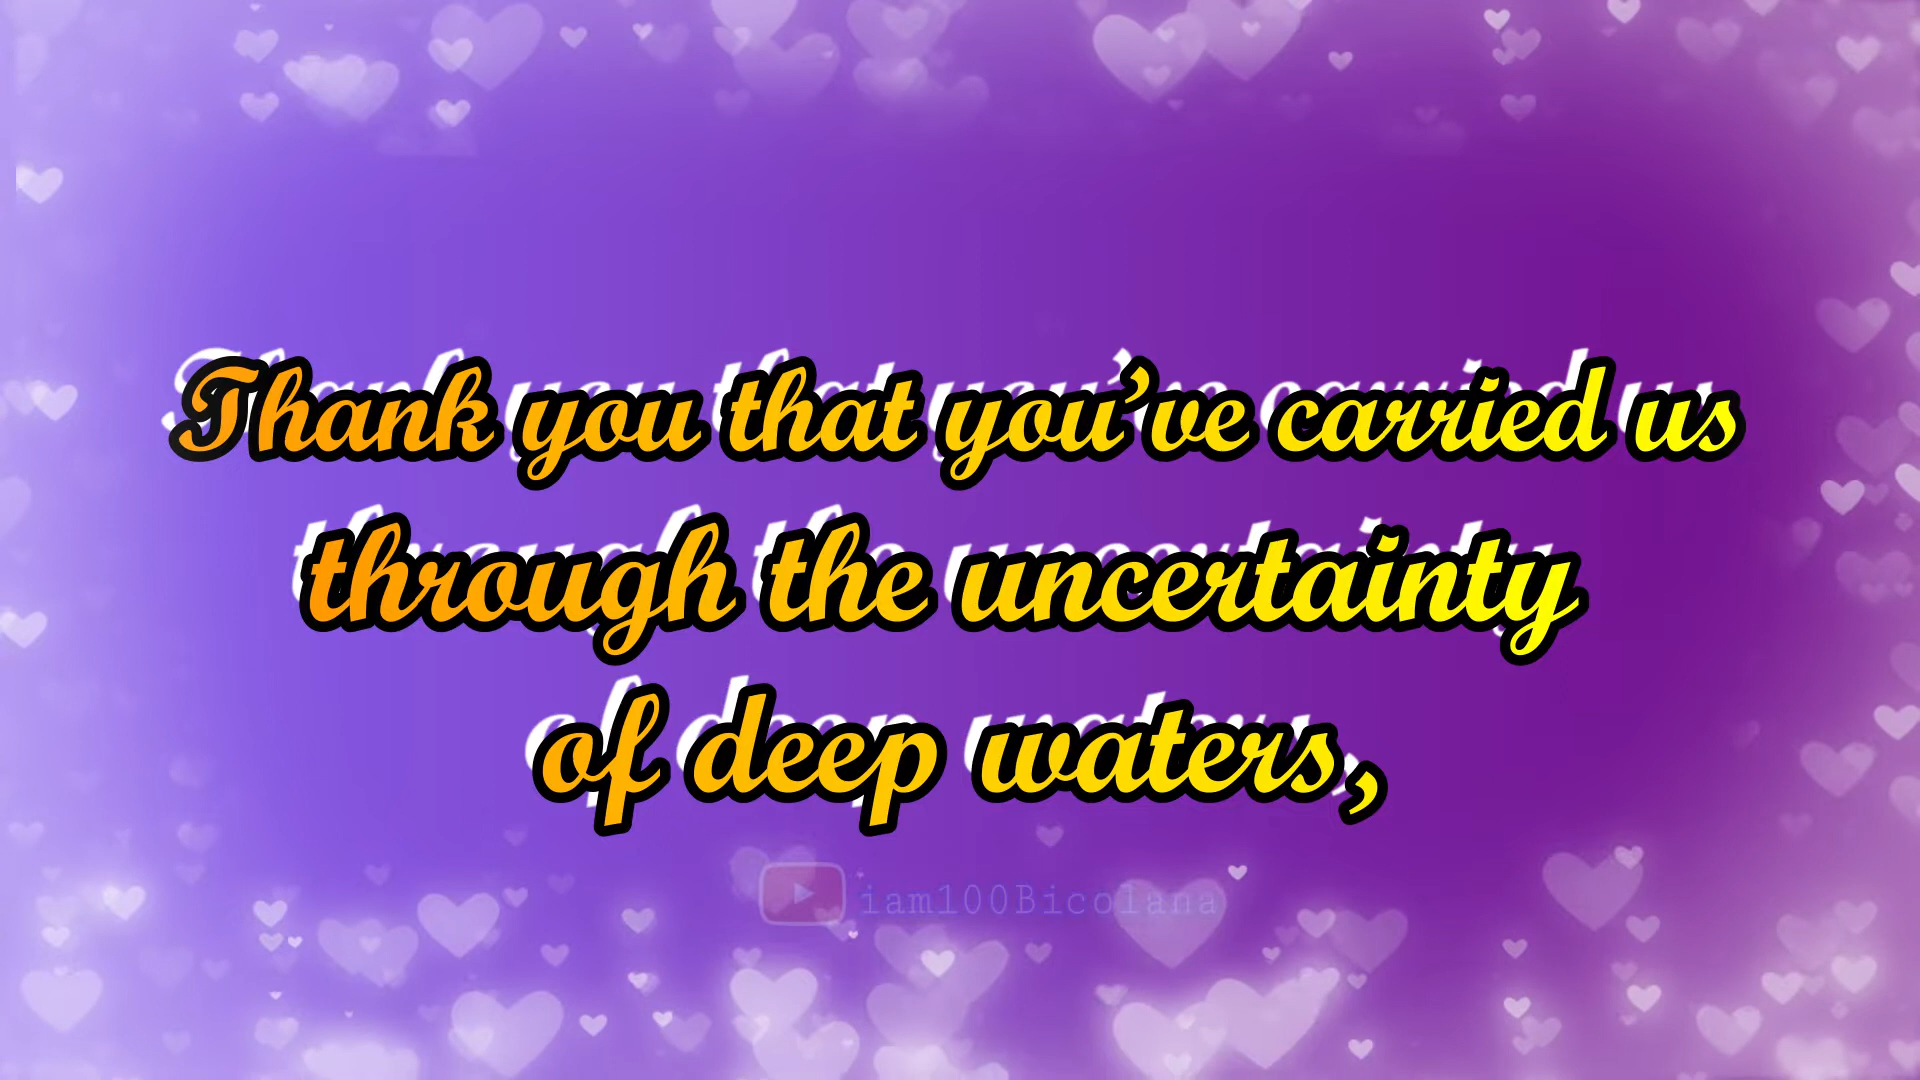 Thank you that you’ve carried us
through the uncertainty
of deep waters,
iam100Bicolana